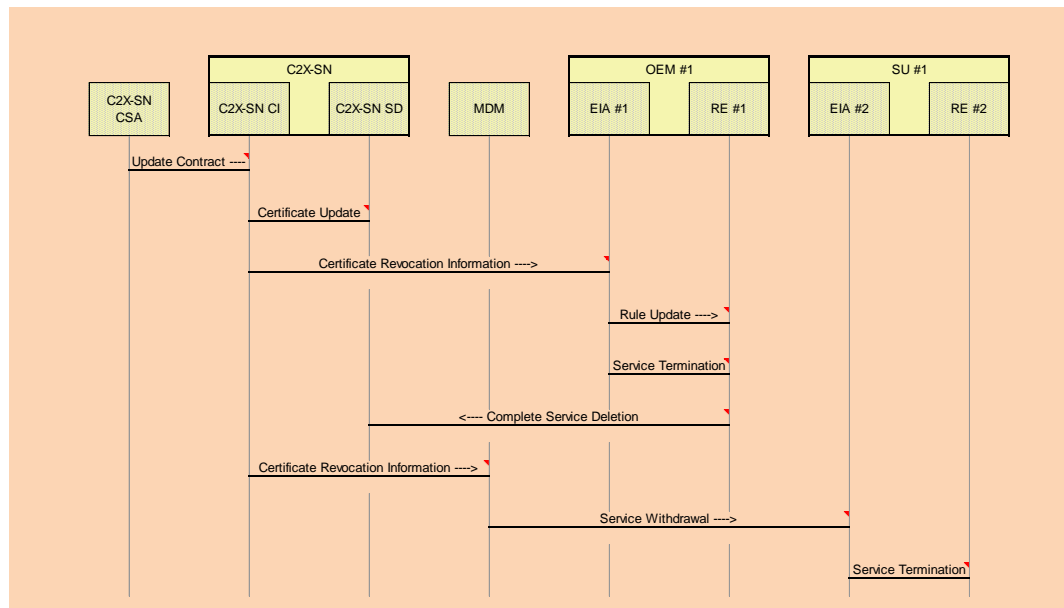 C2X-SN
OEM #1
SU #1
C2X-SN
CSA
C2X-SN CI
C2X-SN SD
MDM
EIA #1
RE #1
EIA #2
RE #2
Update Contract ----
Certificate Update
Certificate Revocation Information ---->
Rule Update ---->
Service Termination
<---- Complete Service Deletion
Certificate Revocation Information ---->
Service Withdrawal ---->
Service Termination